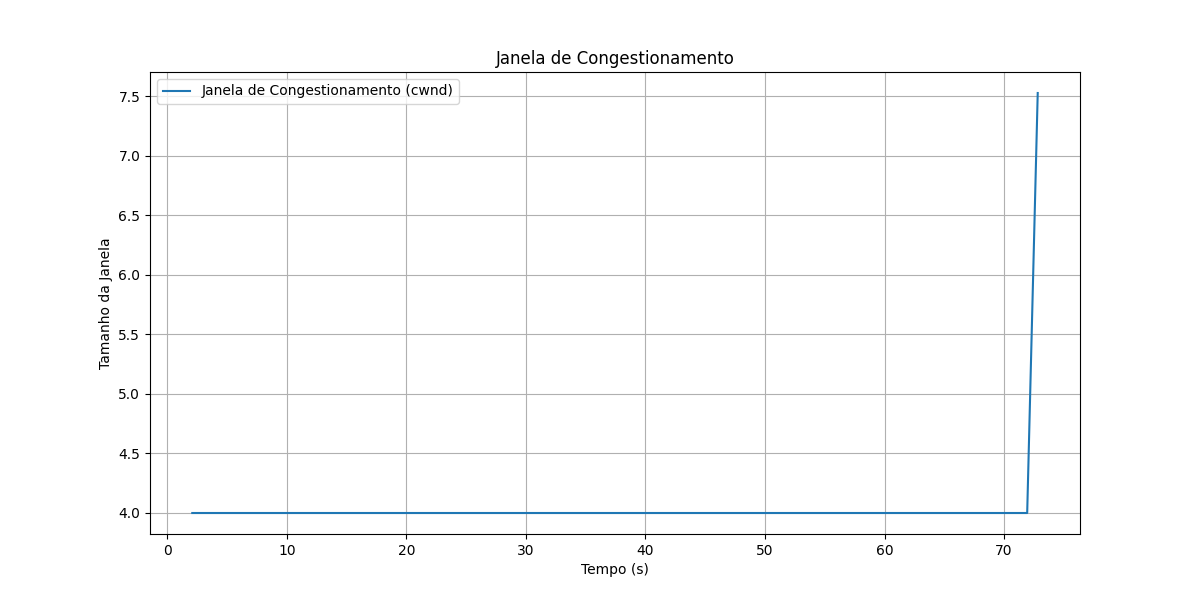 Janela de Congestionamento
Janela de Congestionamento (cwnd)
7.5
7.0
6.5
6.0
5.5
5.0
4.5
4.0
Tamanho da Janela
0 10 20 30 40 50 60 70
Tempo (s)